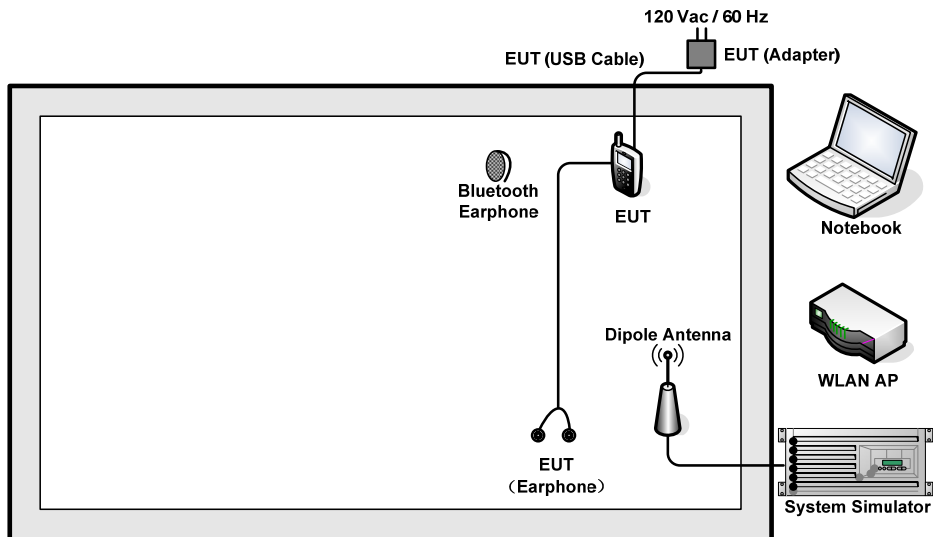 120 Vac / 60 Hz
EUT (USB Cable)
EUT (Adapter)
Bluetooth
Earphone
EUT
Notebook
Dipole Antenna
WLAN AP
EUT
（Earphone）
System Simulator